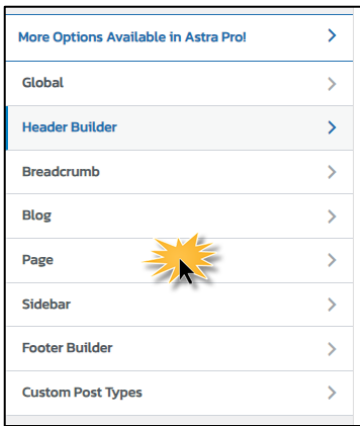 More Options Available in Astra Pro!
Global
Header Builder
Breadcrumb
Blog
Page
Sidebar
Footer Builder
Custom Post Types